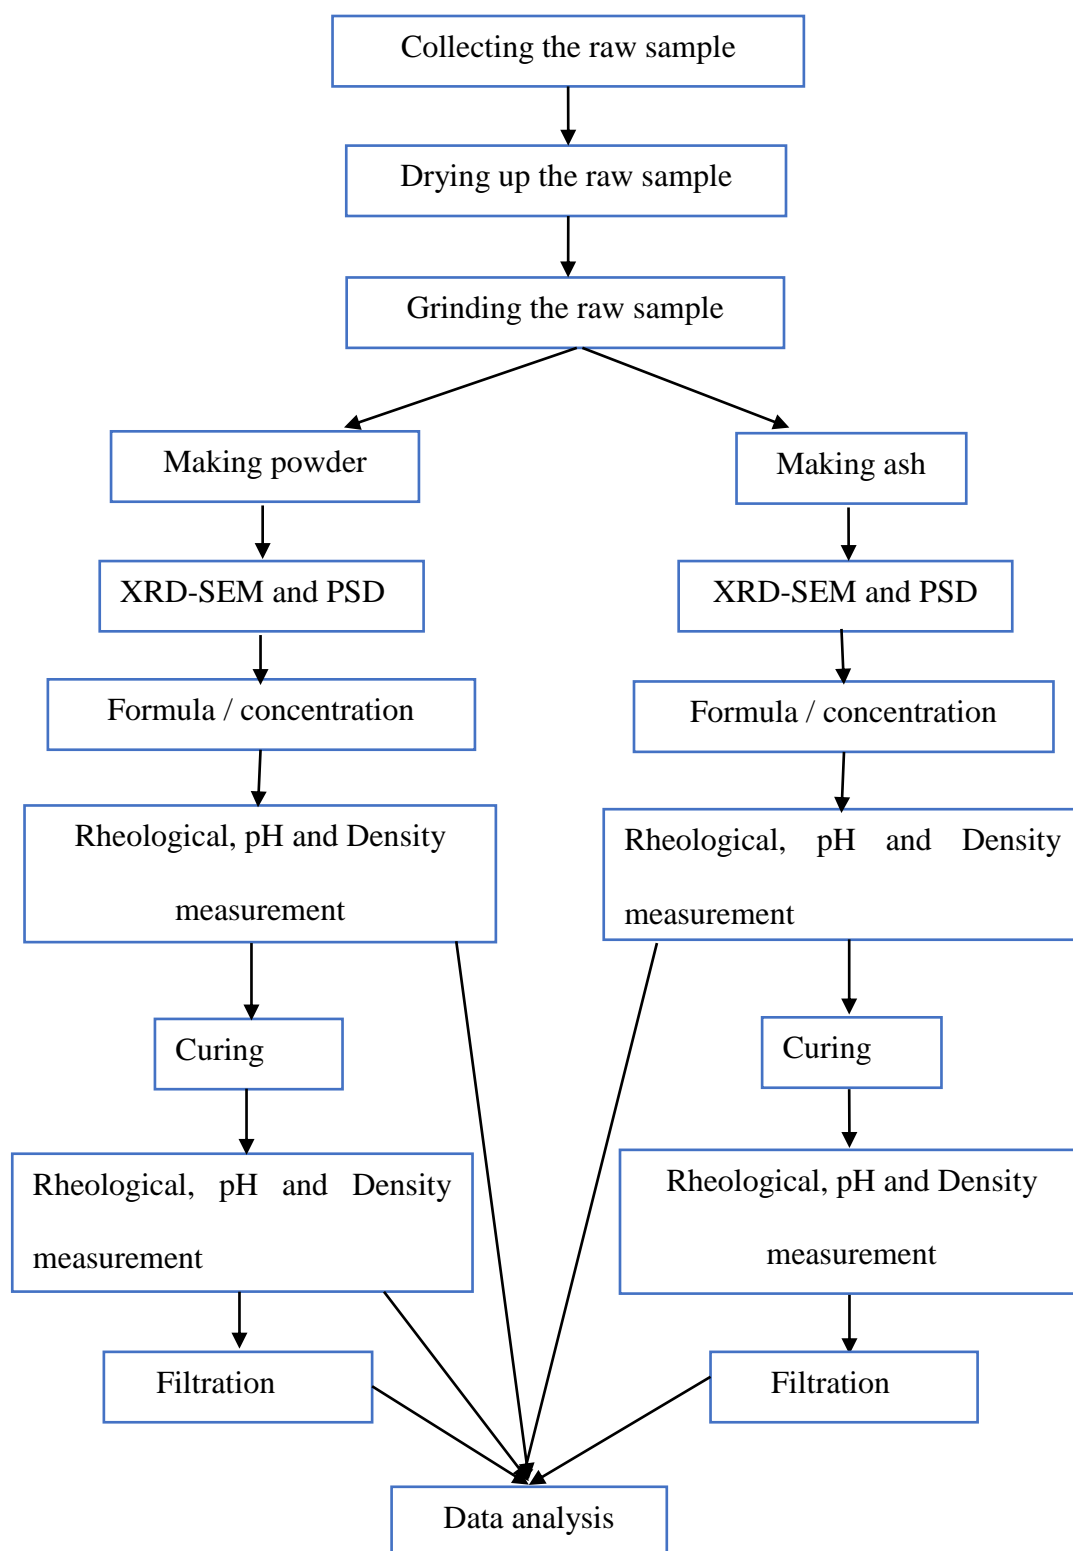 Collecting the raw sample
Drying up the raw sample
Grinding the raw sample
Making powder
Making ash
XRD-SEM and PSD
XRD-SEM and PSD
Formula / concentration
Formula / concentration
Rheological, pH and Density
measurement
Rheological, pH and Density
measurement
Curing
Curing
Rheological, pH and Density
measurement
Rheological, pH and Density
measurement
Filtration
Filtration
Data analysis